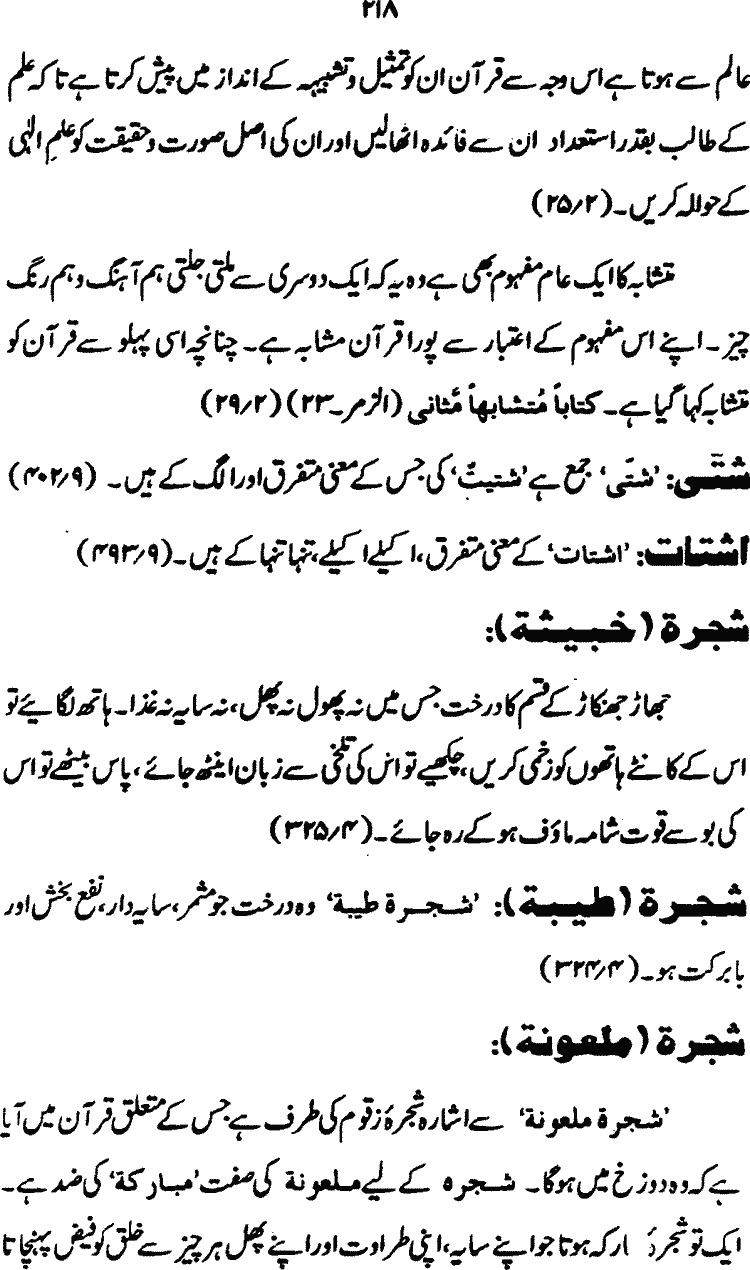 ۲۱۸
عالم سے ہوتا ہے اس وجہ سے قرآن ان کو تمثیل و تشبیہہ کے انداز میں پیش کرتا ہے تاکہ علم
کے طالب بقدر استعداد ان سے فائدہ اٹھالیں اور ان کی اصل صورت و حقیقت کو علمِ الٰہی
کے حوالہ کریں۔ (۲؍۲۵)
متشابہ کا ایک عام مفہوم بھی ہے وہ یہ کہ ایک دوسری سے ملتی جلتی ہم آہنگ و ہم رنگ
چیز۔ اپنے اس مفہوم کے اعتبار سے پورا قرآن مشابہ ہے۔ چنانچہ اسی پہلو سے قرآن کو
متشابہ کہا گیا ہے۔ کتاباً مُتشابهاً مَّثانی (الزمر۔۲۳) (۲؍۲۹)
شتّٰی: ’شتّٰی‘ جمع ہے ’شتیتٌ‘ کی جس کے معنی متفرق اور الگ کے ہیں۔ (۹؍۴۰۲)
اشتات: ’اشتات‘ کے معنی متفرق، اکیلے اکیلے، تنہا تنہا کے ہیں۔ (۹؍۴۹۳)
شجرة (خبیثة):
جھاڑ جھنکاڑ کے قسم کا درخت جس میں نہ پھول نہ پھل، نہ سایہ نہ غذا۔ ہاتھ لگائیے تو
اس کے کانٹے ہاتھوں کو زخمی کریں، چکھیے تو اس کی تلخی سے زبان اینٹھ جائے، پاس بیٹھے تو اس
کی بو سے قوت شامہ ماؤف ہو کے رہ جائے۔ (۴؍۳۲۵)
شجرة (طیبة): ’شجرة طیبة‘ وہ درخت جو مثمر، سایہ دار، نفع بخش اور
بابرکت ہو۔ (۴؍۳۲۴)
شجرة (ملعونة):
’شجرة ملعونة‘ سے اشارہ شجرۂ زقوم کی طرف ہے جس کے متعلق قرآن میں آیا
ہے کہ وہ دوزخ میں ہوگا۔ شجره کے لیے ملعونة کی صفت ’مبارکة‘ کی ضد ہے۔
ایک تو شجرۂ ارکہ ہوتا جو اپنے سایہ، اپنی طراوت اور اپنے پھل ہر چیز سے خلق کو فیض پہنچاتا